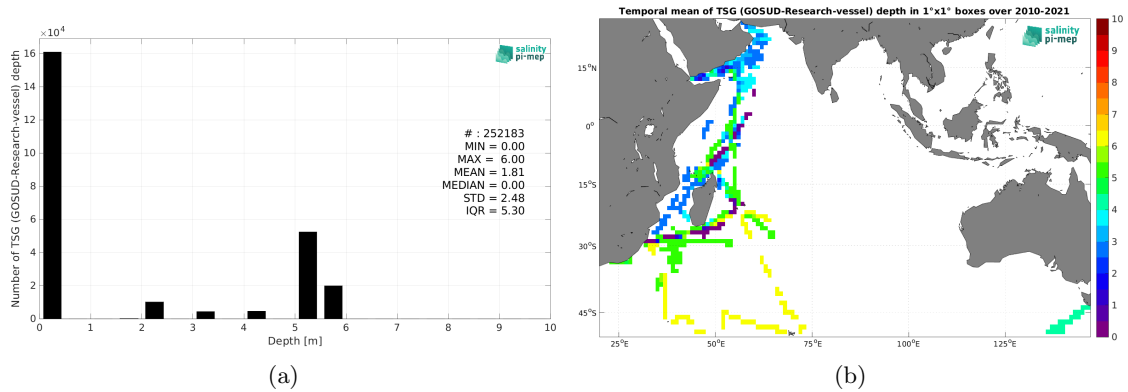 ×10⁴
16
14
12
10
8
6
4
2
0
Number of TSG (GOSUD-Research-vessel) depth
salinity
pi-mep
# : 252183
MIN = 0.00
MAX = 6.00
MEAN = 1.81
MEDIAN = 0.00
STD = 2.48
IQR = 5.30
0 1 2 3 4 5 6 7 8 9 10
Depth [m]
(a)
Temporal mean of TSG (GOSUD-Research-vessel) depth in 1°x1° boxes over 2010-2021
salinity
pi-mep
15°N
0°
15°S
30°S
45°S
25°E 50°E 75°E 100°E 125°E
10
9
8
7
6
5
4
3
2
1
0
(b)